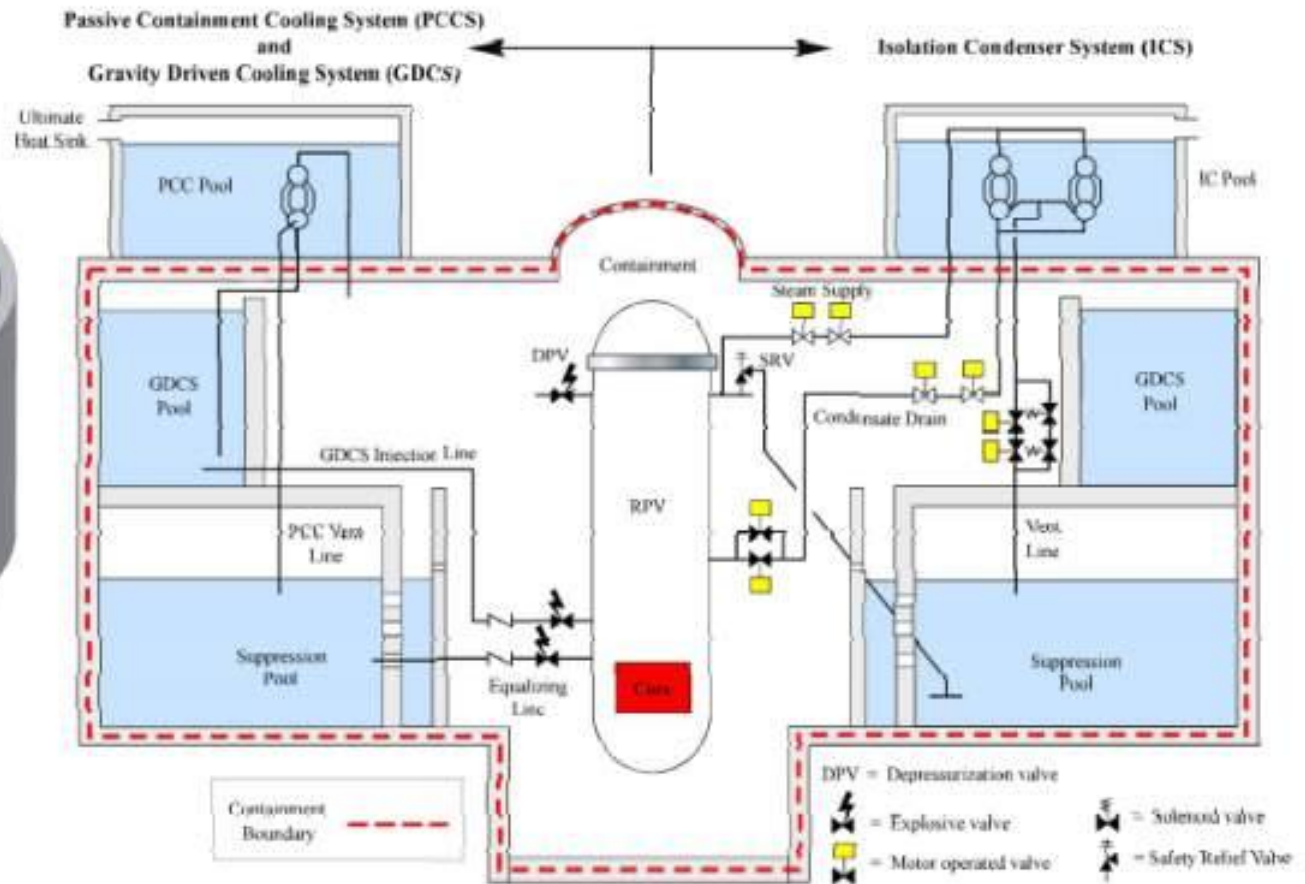 Passive Containment Cooling System (PCCS)
and
Gravity Driven Cooling System (GDCS)
Isolation Condenser System (ICS)
Ultimate
Heat Sink
PCC Pool
IC Pool
Containment
Steam Supply
DPV
SRV
GDCS
Pool
GDCS
Pool
Condensate Drain
GDCS Injection Line
RPV
PCC Vent
Line
Vent
Line
Suppression
Pool
Equalizing
Line
Core
Suppression
Pool
DPV = Depressurization valve
= Explosive valve
= Solenoid valve
= Motor operated valve
= Safety Relief Valve
Containment
Boundary